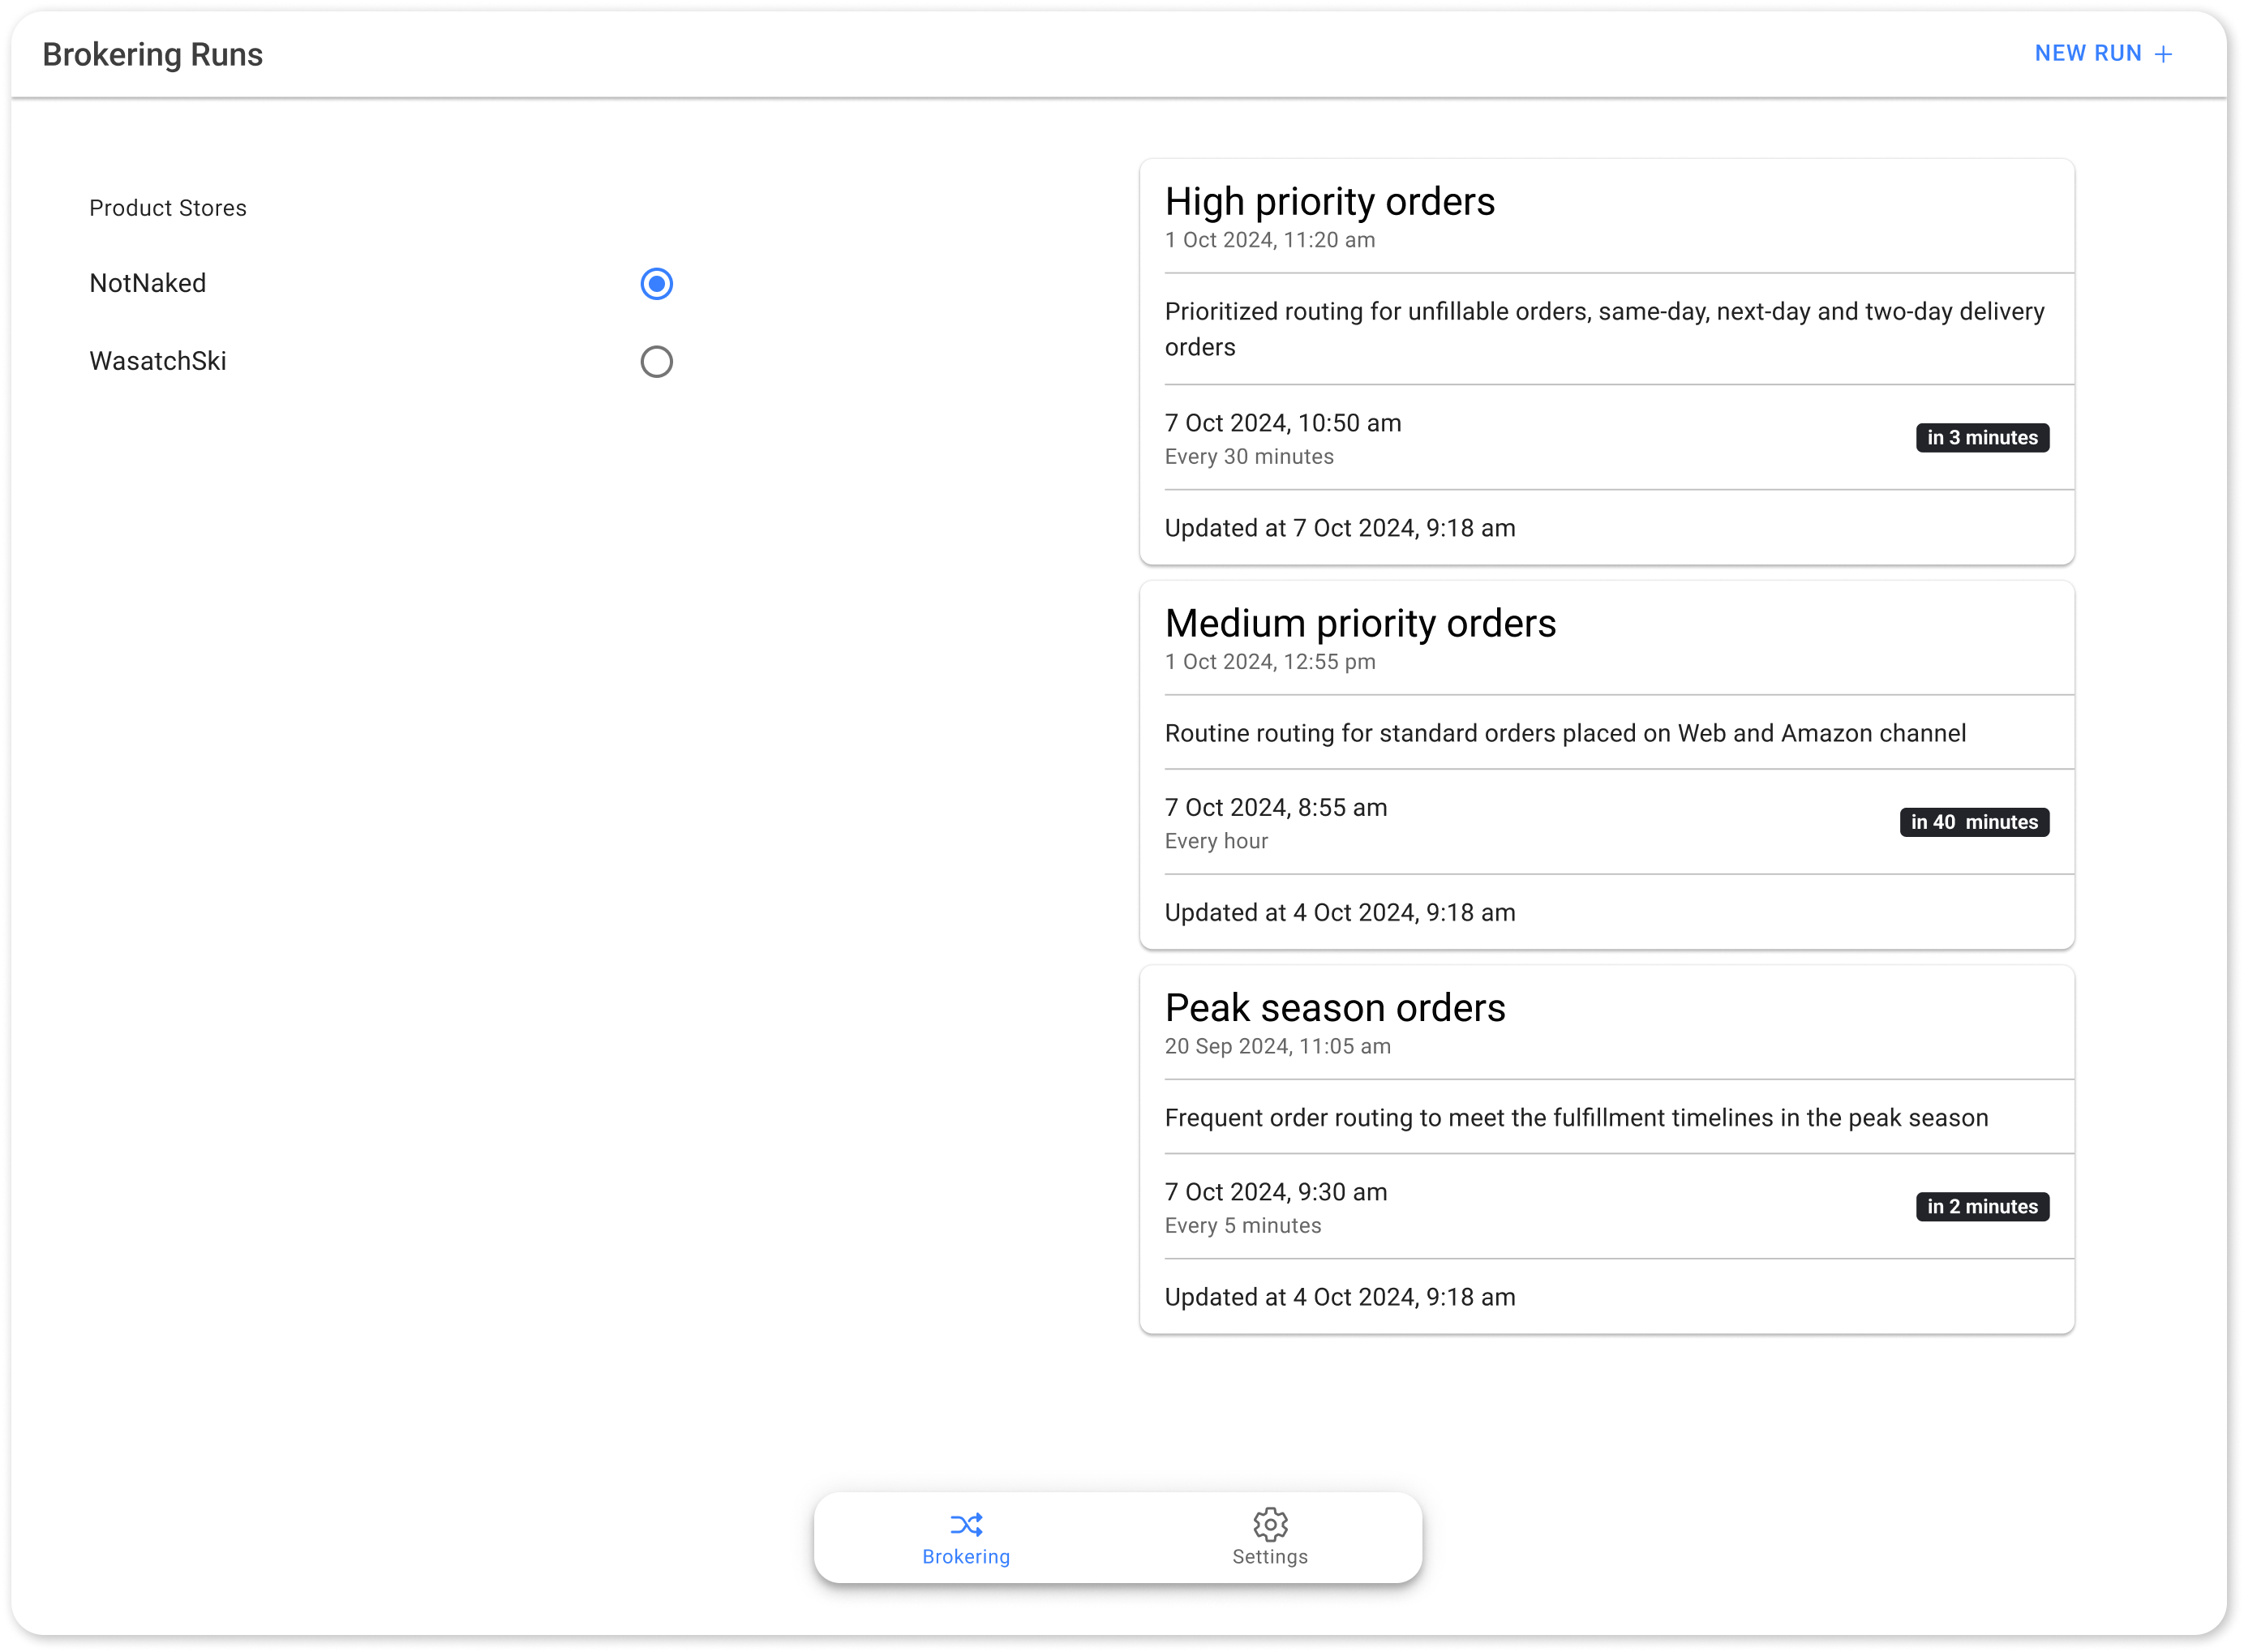 Brokering Runs
NEW RUN +
Product Stores
NotNaked
WasatchSki
High priority orders
1 Oct 2024, 11:20 am
Prioritized routing for unfillable orders, same-day, next-day and two-day delivery
orders
7 Oct 2024, 10:50 am
in 3 minutes
Every 30 minutes
Updated at 7 Oct 2024, 9:18 am
Medium priority orders
1 Oct 2024, 12:55 pm
Routine routing for standard orders placed on Web and Amazon channel
7 Oct 2024, 8:55 am
in 40 minutes
Every hour
Updated at 4 Oct 2024, 9:18 am
Peak season orders
20 Sep 2024, 11:05 am
Frequent order routing to meet the fulfillment timelines in the peak season
7 Oct 2024, 9:30 am
in 2 minutes
Every 5 minutes
Updated at 4 Oct 2024, 9:18 am
Brokering
Settings